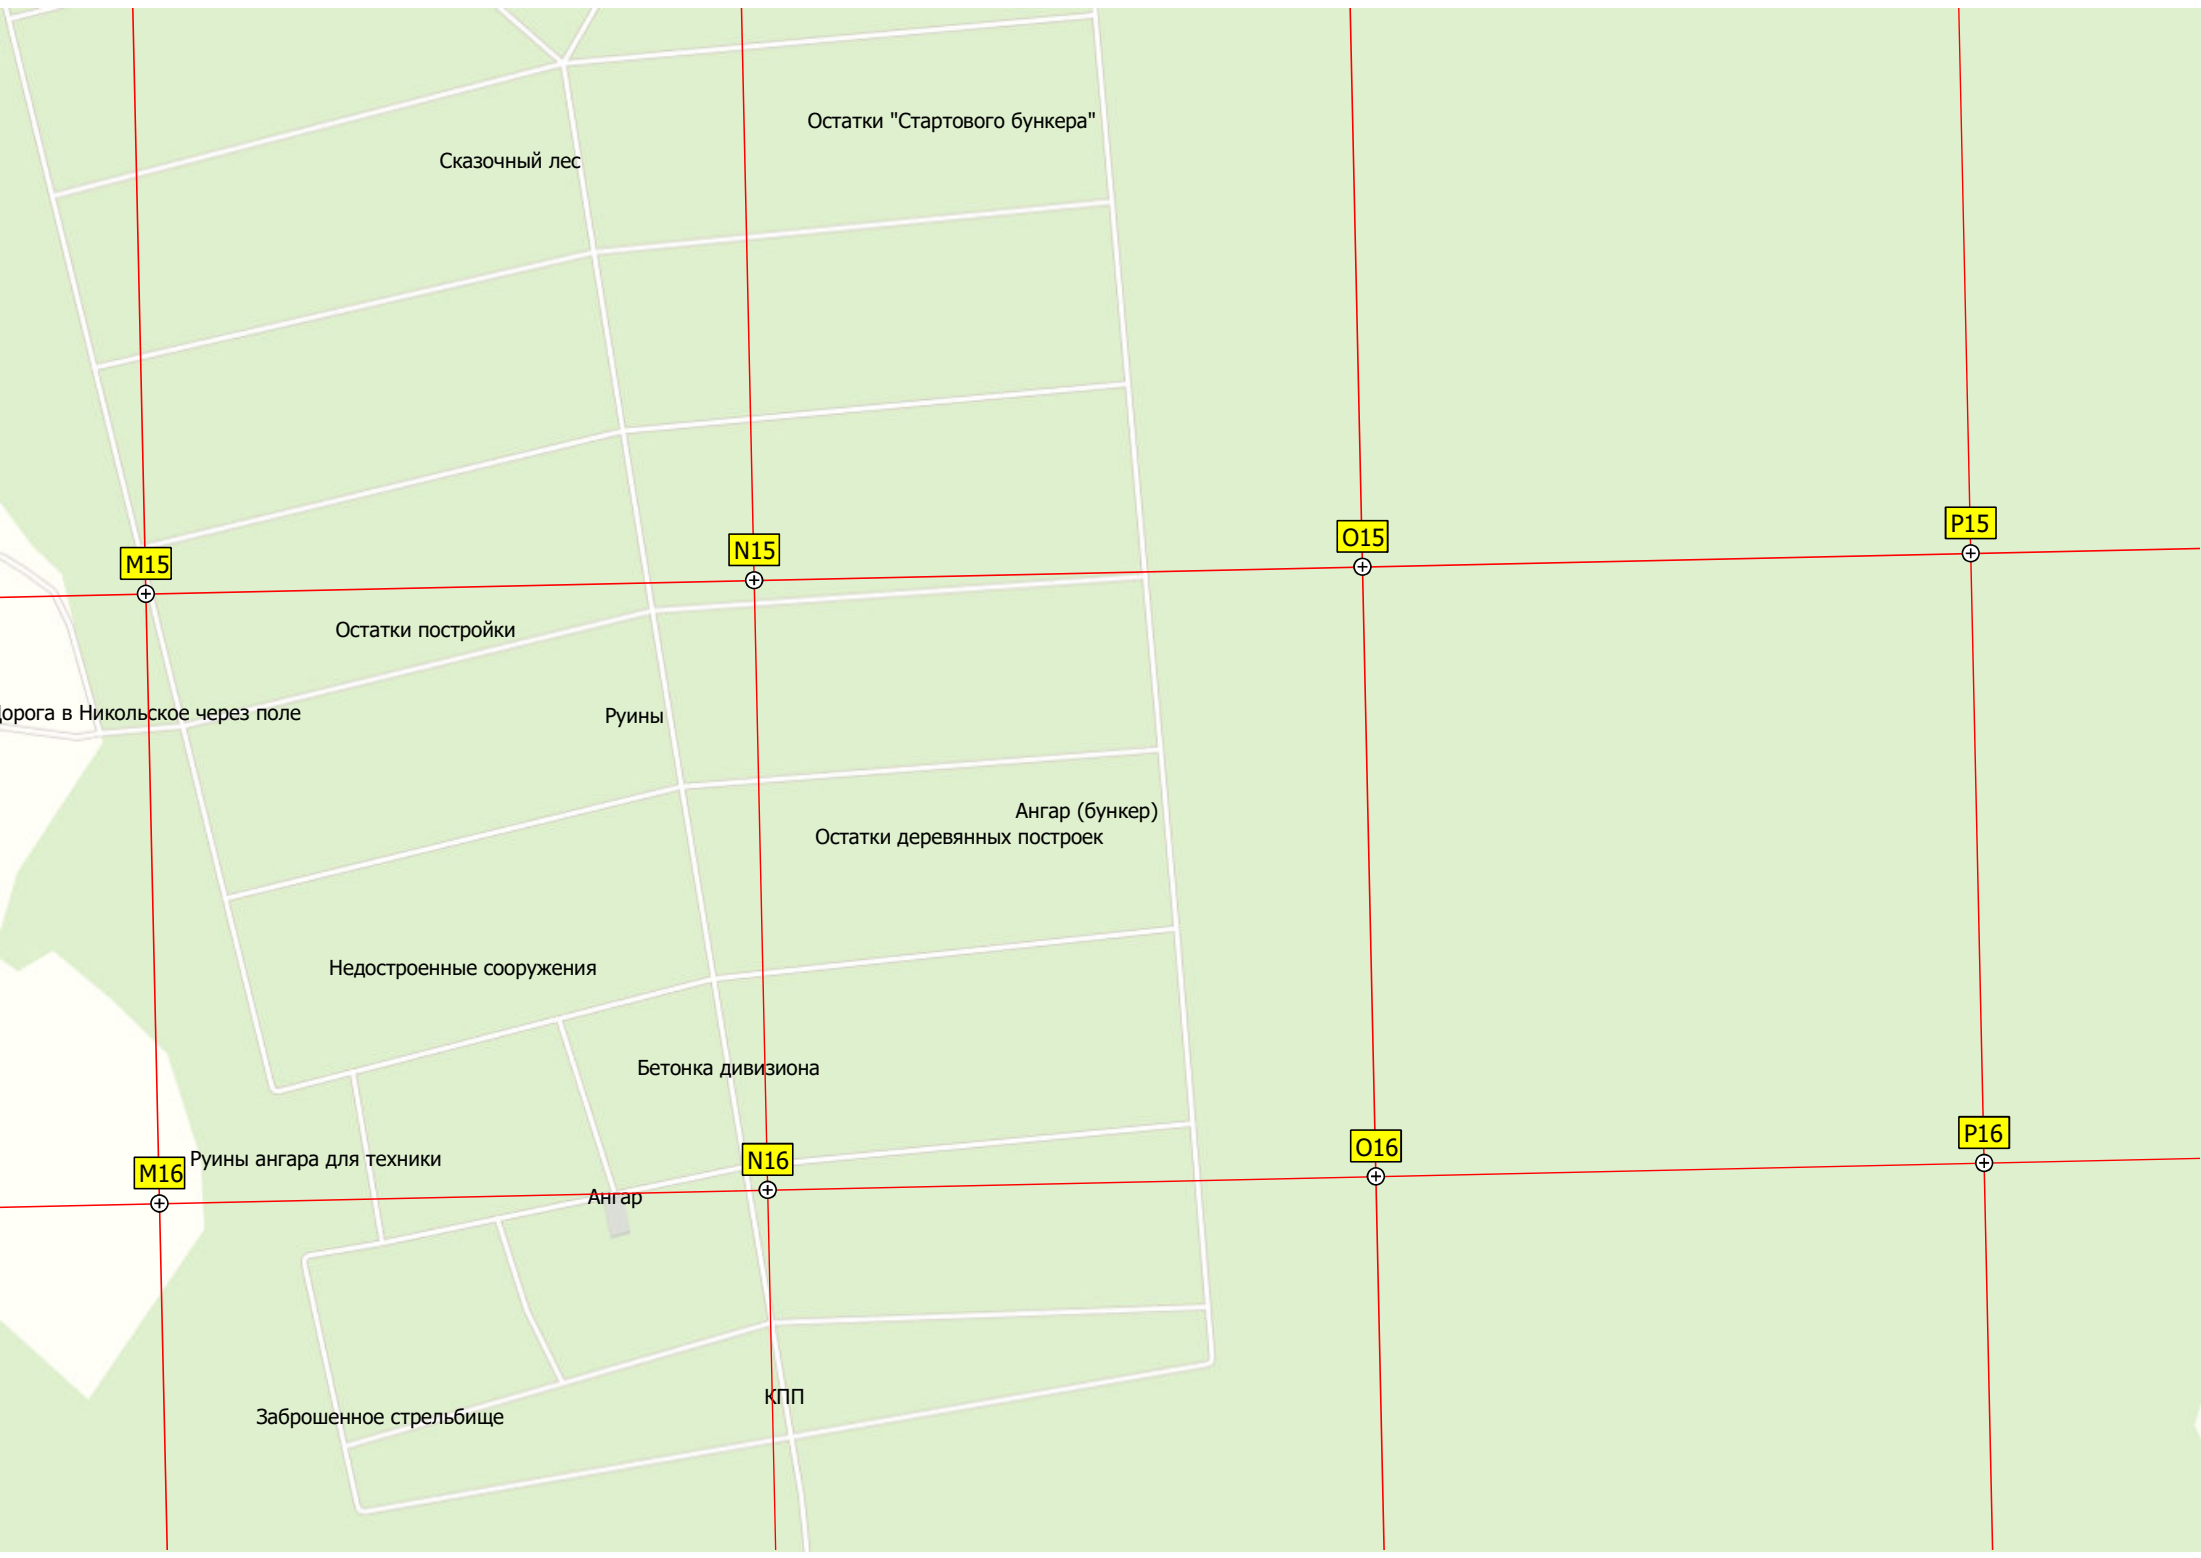 Остатки "Стартового бункера"
Сказочный лес
P15
O15
N15
M15
Остатки постройки
в Никольское через поле
Руины
Ангар (бункер)
Остатки деревянных построек
Недостроенные сооружения
Бетонка дивизиона
P16
O16
N16
Руины ангара для техники
M16
Ангар
КПП
Заброшенное стрельбище